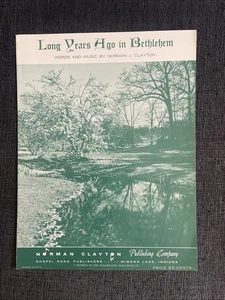 Long Years Ago in Bethlehem
WORDS AND MUSIC BY NORMAN J. CLAYTON
NORMAN CLAYTON Publishing Company
GOSPEL SONG PUBLISHERS WINONA LAKE, INDIANA
PRICE 50 CENTS